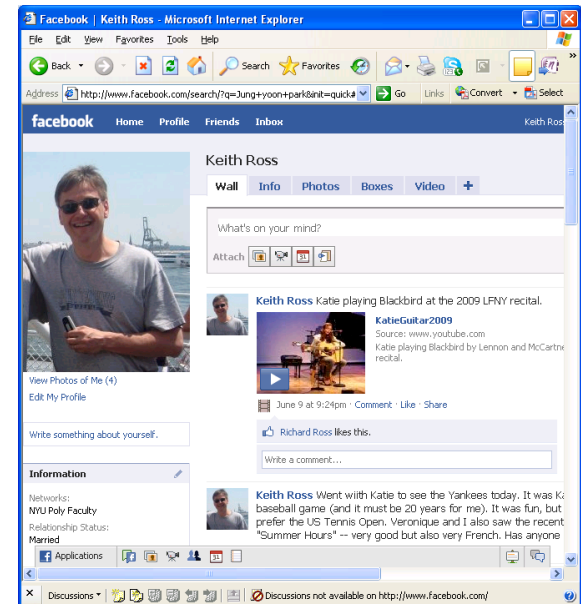 Facebook | Keith Ross - Microsoft Internet Explorer
File Edit View Favorites Tools Help
Back Search Favorites
Address http://www.facebook.com/search/?q=Jung+yoon+park&init=quick# Go Links Convert Select
facebook Home Profile Friends Inbox Keith Ross
Keith Ross
Wall Info Photos Boxes Video +
What's on your mind?
Attach 31
Keith Ross Katie playing Blackbird at the 2009 LFNY recital.
KatieGuitar2009
Source: www.youtube.com
Katie playing Blackbird by Lennon and McCartne
recital.
View Photos of Me (4)
Edit My Profile
June 9 at 9:24pm · Comment · Like · Share
Richard Ross likes this.
Write something about yourself.
Write a comment...
Information
Networks:
NYU Poly Faculty
Relationship Status:
Married
Keith Ross Went wiith Katie to see the Yankees today. It was Ka
baseball game (and it must be 20 years for me). It was fun, but
prefer the US Tennis Open. Veronique and I also saw the recent
"Summer Hours" -- very good but also very French. Has anyone
Applications 31
× Discussions Discussions not available on http://www.facebook.com/